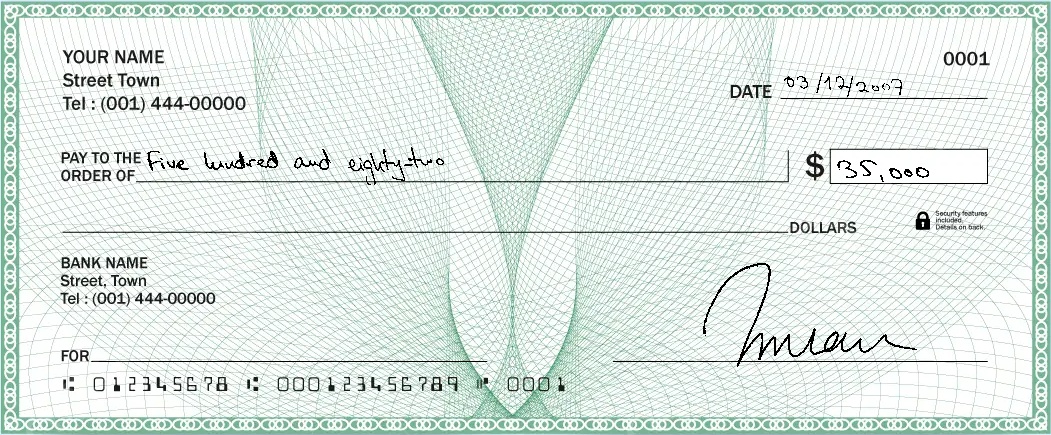 YOUR NAME
0001
Street Town
Tel : (001) 444-00000
DATE 03/12/2007
PAY TO THE ORDER OF Five hundred and eighty-two
$ 35,000
DOLLARS
Security features
included.
Details on back.
BANK NAME
Street, Town
Tel : (001) 444-00000
FOR
⑆ 012345678 ⑆ 000123456789 ⑈ 0001